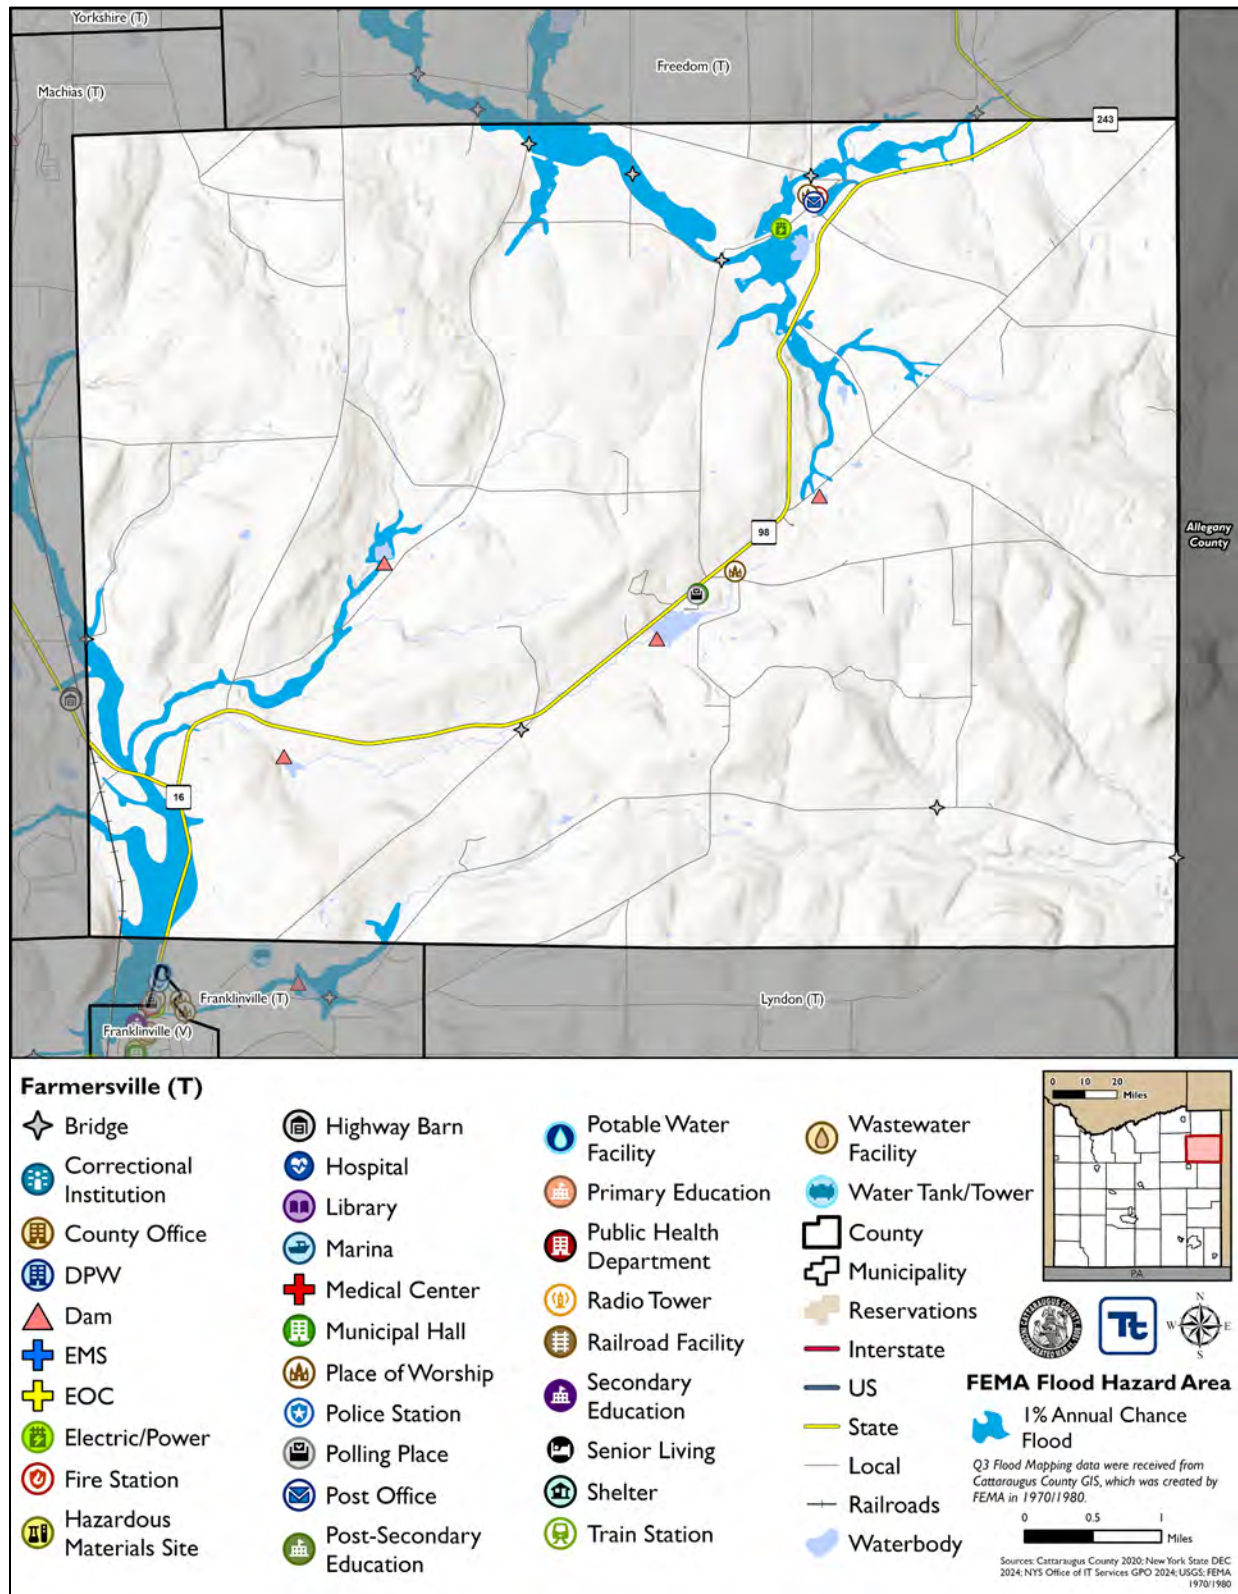 Yorkshire (T)
Freedom (T)
Machias (T)
243
98
Allegany
County
16
Franklinville (T)
Lyndon (T)
Franklinville (V)
Farmersville (T)
Bridge
Correctional
Institution
County Office
DPW
Dam
EMS
EOC
Electric/Power
Fire Station
Hazardous
Materials Site
Highway Barn
Hospital
Library
Marina
Medical Center
Municipal Hall
Place of Worship
Police Station
Polling Place
Post Office
Post-Secondary
Education
Potable Water
Facility
Primary Education
Public Health
Department
Radio Tower
Railroad Facility
Secondary
Education
Senior Living
Shelter
Train Station
Wastewater
Facility
Water Tank/Tower
County
Municipality
Reservations
Interstate
US
State
Local
Railroads
Waterbody
0 10 20
Miles
PA
Tt
N
W E
S
FEMA Flood Hazard Area
1% Annual Chance
Flood
Q3 Flood Mapping data were received from
Cattaraugus County GIS, which was created by
FEMA in 1970/1980.
0 0.5 1
Miles
Sources: Cattaraugus County 2020; New York State DEC
2024; NYS Office of IT Services GPO 2024; USGS; FEMA
1970/1980